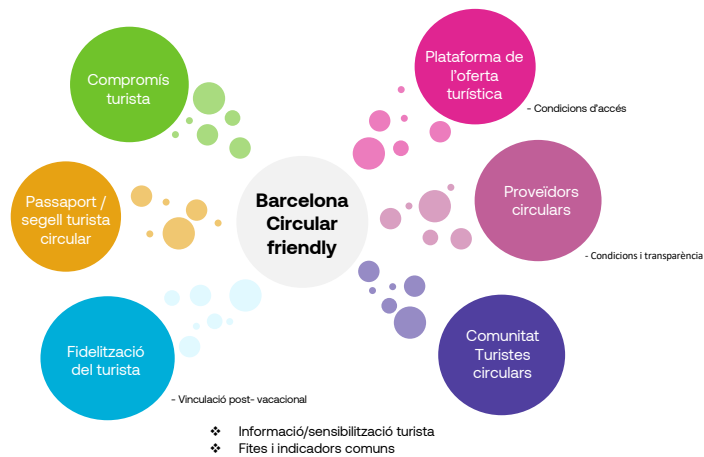 Compromís
turista
Plataforma de
l'oferta
turística
- Condicions d'accés
Passaport /
segell turista
circular
Barcelona
Circular
friendly
Proveïdors
circulars
- Condicions i transparència
Fidelització
del turista
- Vinculació post- vacacional
Comunitat
Turistes
circulars
❖ Informació/sensibilització turista
❖ Fites i indicadors comuns